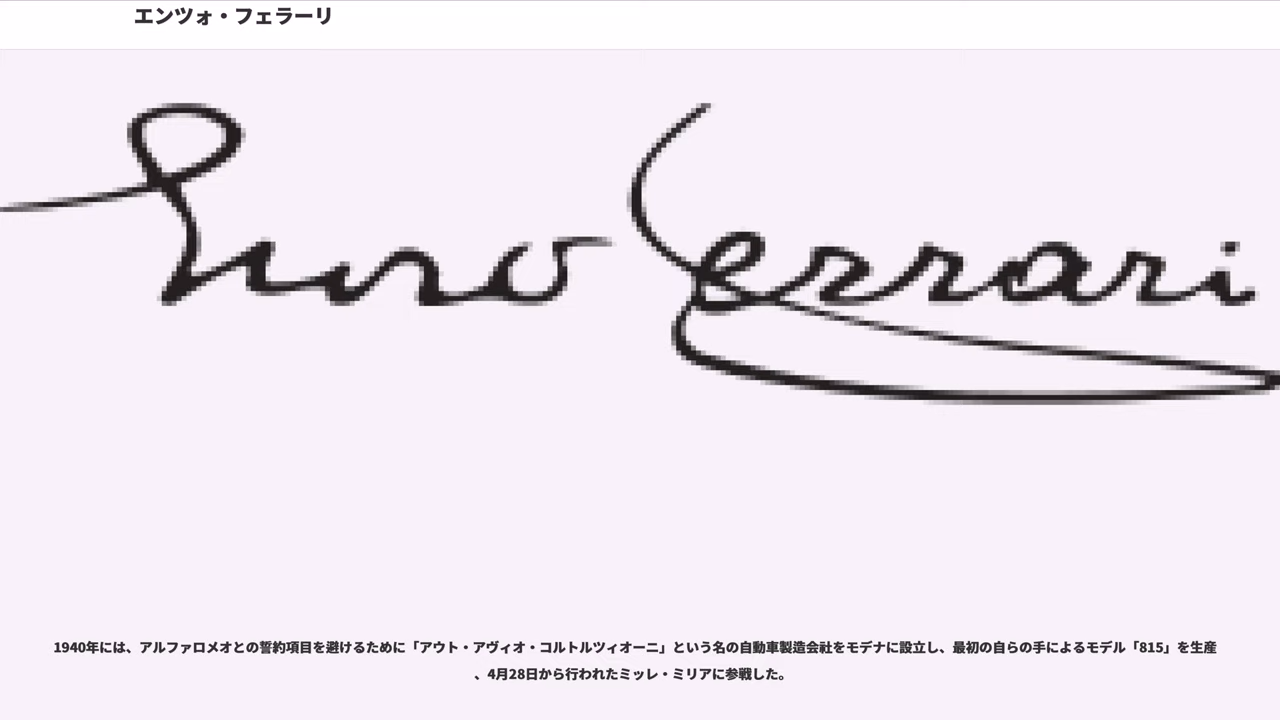 エンツォ・フェラーリ
Enzo Ferrari
1940年には、アルファロメオとの誓約項目を避けるために「アウト・アヴィオ・コルトルツィオーニ」という名の自動車製造会社をモデナに設立し、最初の自らの手によるモデル「815」を生産
、4月28日から行われたミッレ・ミリアに参戦した。